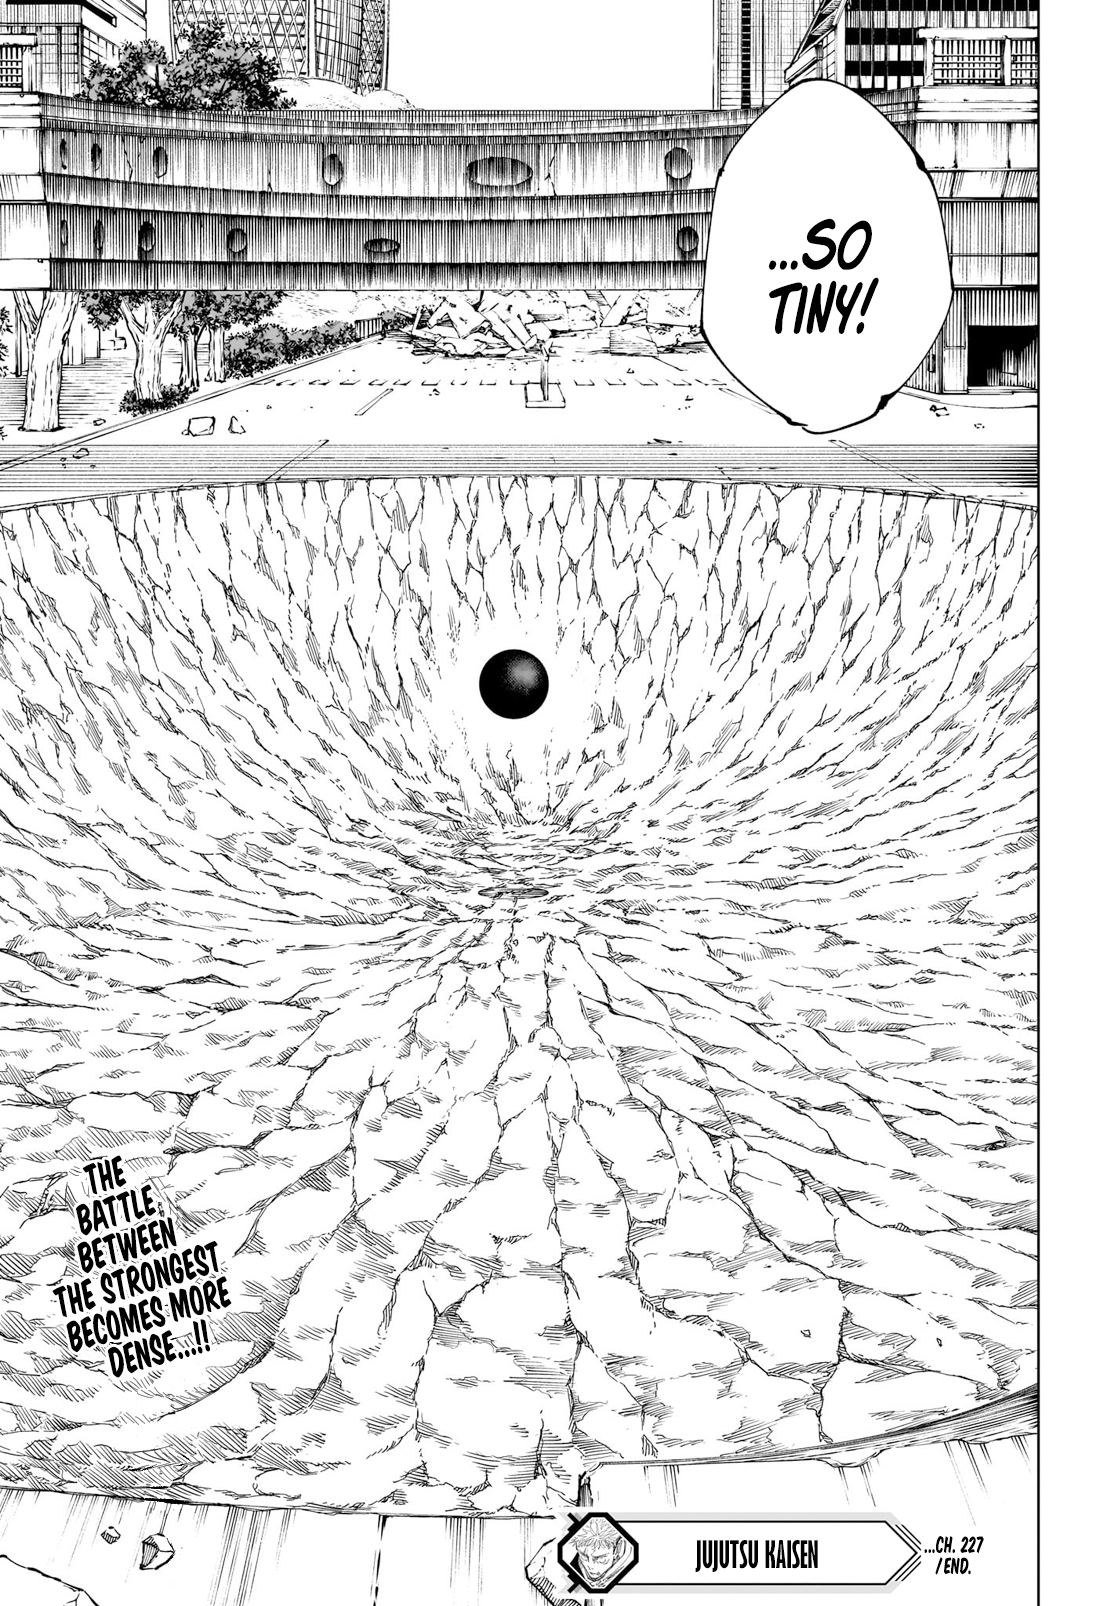 ...SO
TINY!
THE
BATTLE
BETWEEN
THE STRONGEST
BECOMES MORE
DENSE...!!
JUJUTSU KAISEN
...CH. 227
/END.